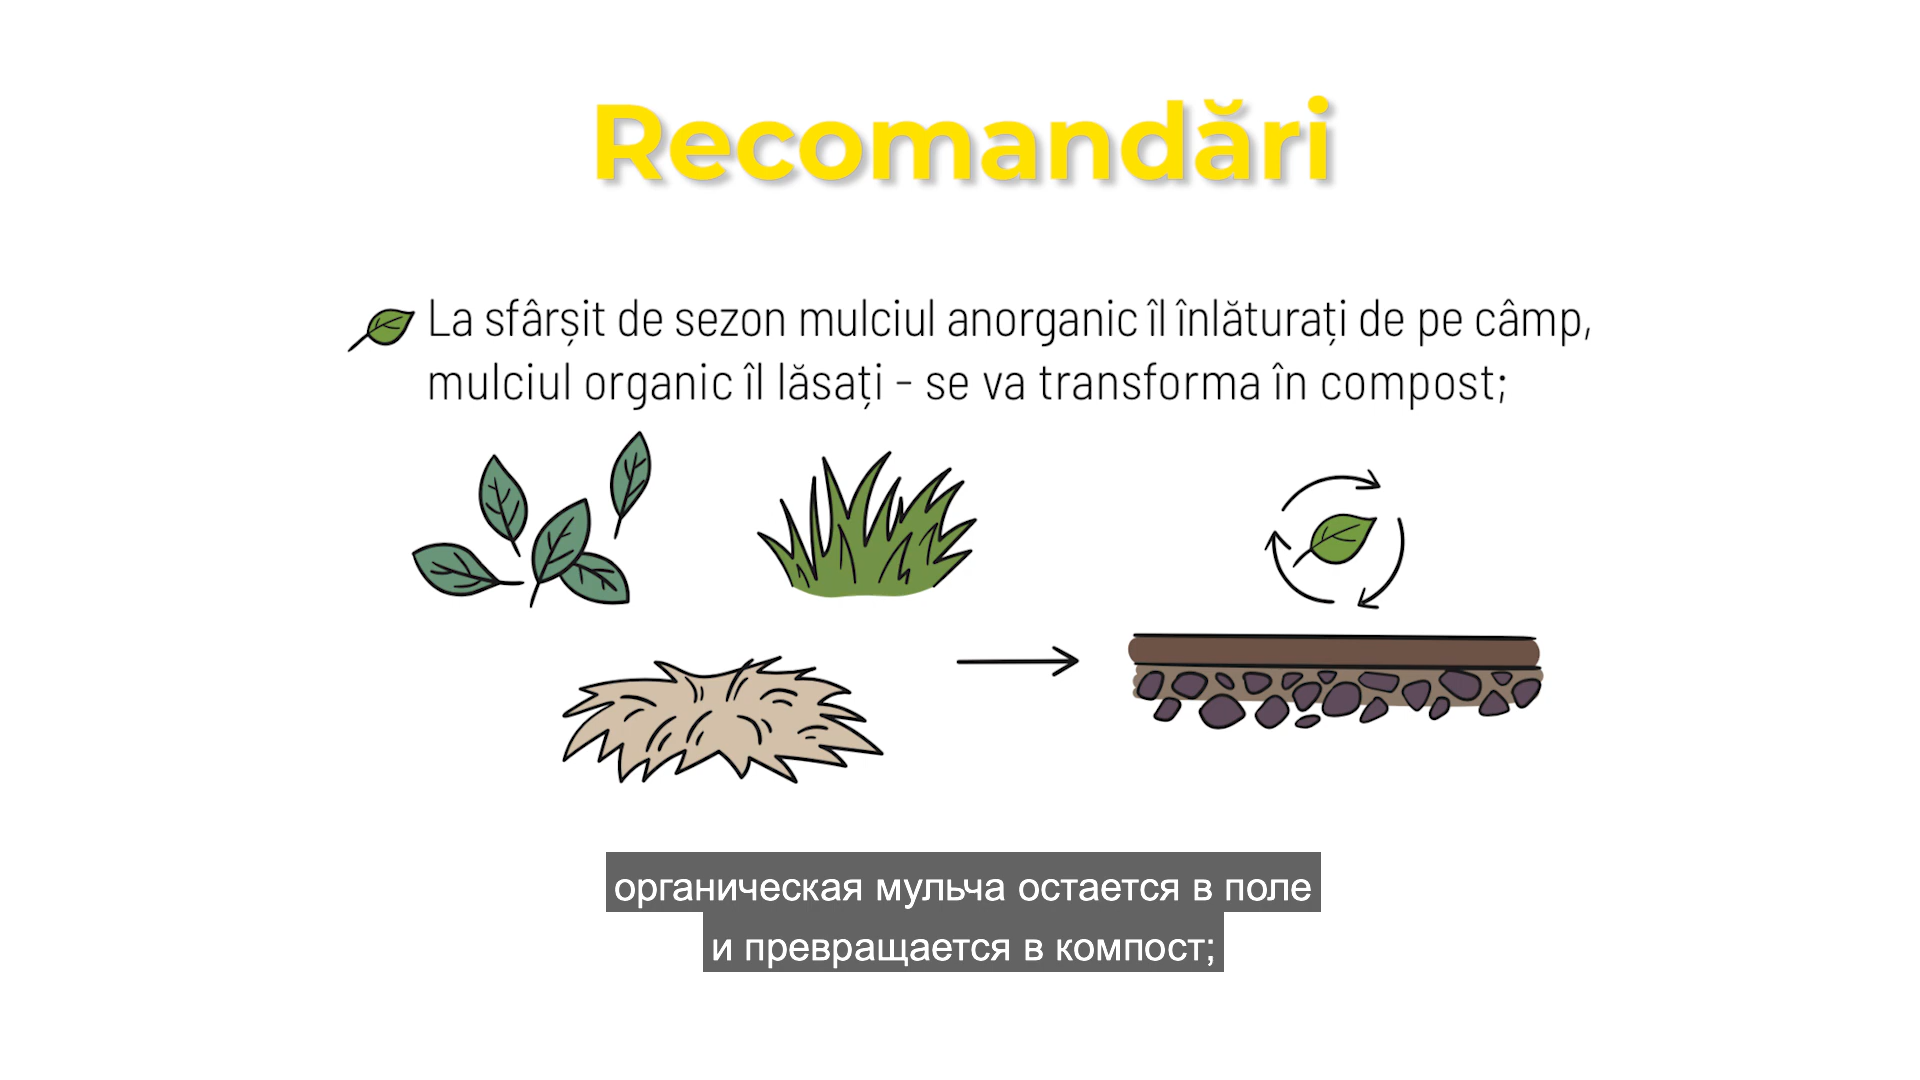 Recomandări
La sfârșit de sezon mulciul anorganic îl înlăturați de pe câmp,
mulciul organic îl lăsați - se va transforma în compost;
органическая мульча остается в поле
и превращается в компост;